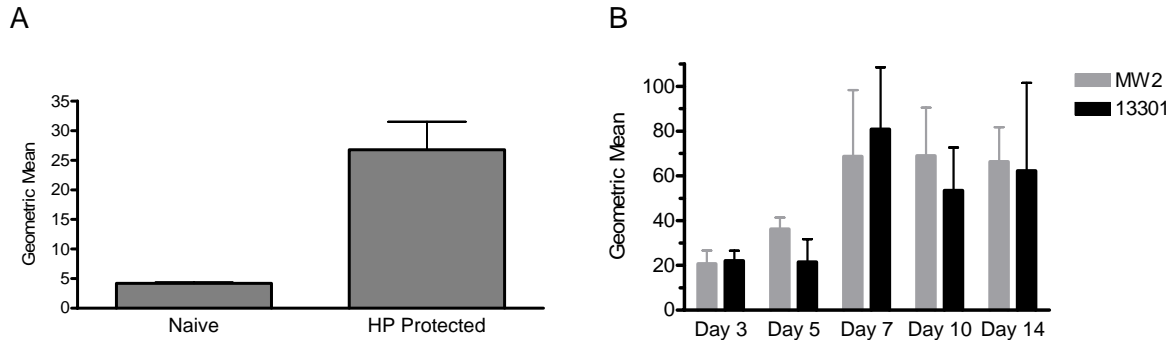 A
Geometric Mean
35
30
25
20
15
10
5
0
Naive
HP Protected
B
Geometric Mean
100
80
60
40
20
0
Day 3
Day 5
Day 7
Day 10
Day 14
MW2
13301